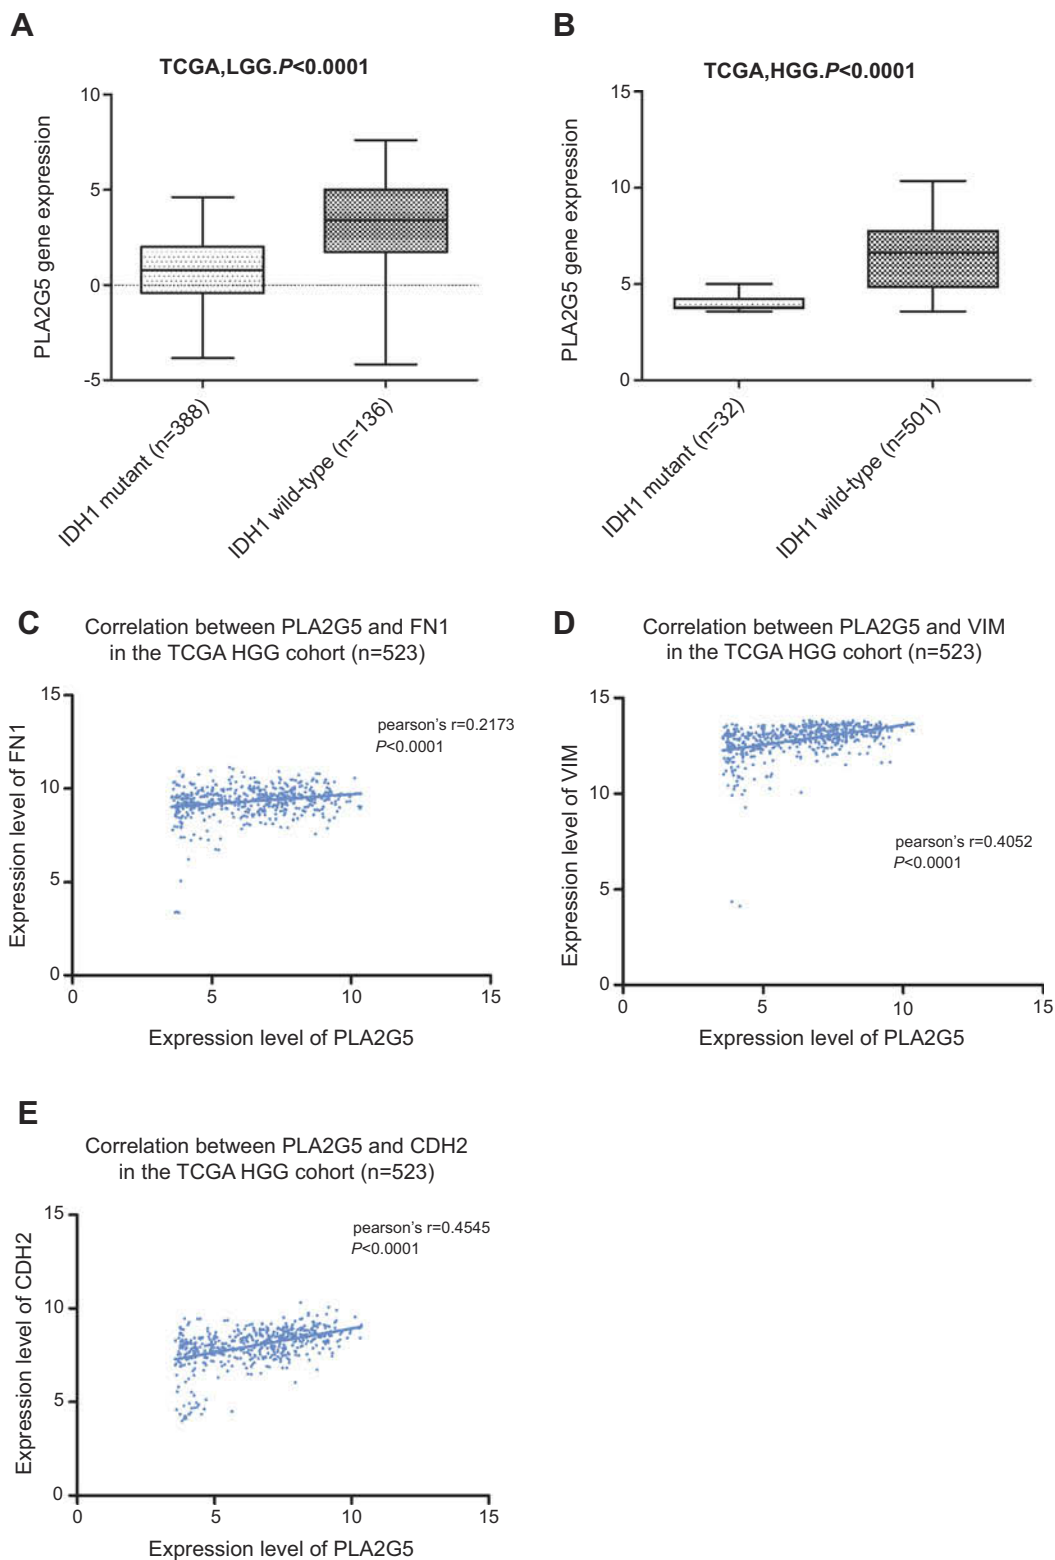 A
TCGA,LGG.P<0.0001
10
5
0
-5
PLA2G5 gene expression
IDH1 mutant (n=388)
IDH1 wild-type (n=136)
B
TCGA,HGG.P<0.0001
15
10
5
0
PLA2G5 gene expression
IDH1 mutant (n=32)
IDH1 wild-type (n=501)
C
Correlation between PLA2G5 and FN1
in the TCGA HGG cohort (n=523)
pearson's r=0.2173
P<0.0001
15
10
5
0
Expression level of FN1
0
5
10
15
Expression level of PLA2G5
D
Correlation between PLA2G5 and VIM
in the TCGA HGG cohort (n=523)
15
10
5
0
Expression level of VIM
pearson's r=0.4052
P<0.0001
0
5
10
15
Expression level of PLA2G5
E
Correlation between PLA2G5 and CDH2
in the TCGA HGG cohort (n=523)
pearson's r=0.4545
P<0.0001
15
10
5
0
Expression level of CDH2
0
5
10
15
Expression level of PLA2G5